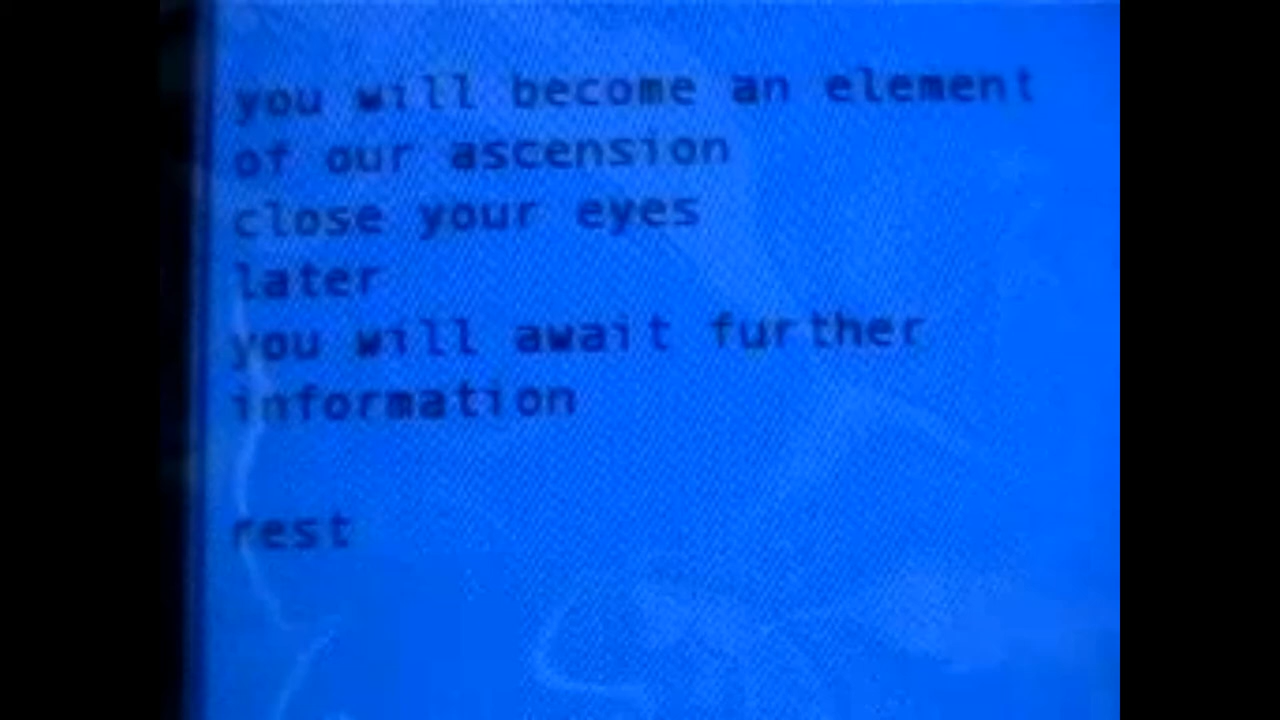 you will become an element
of our ascension
close your eyes
later
you will await further
information
rest